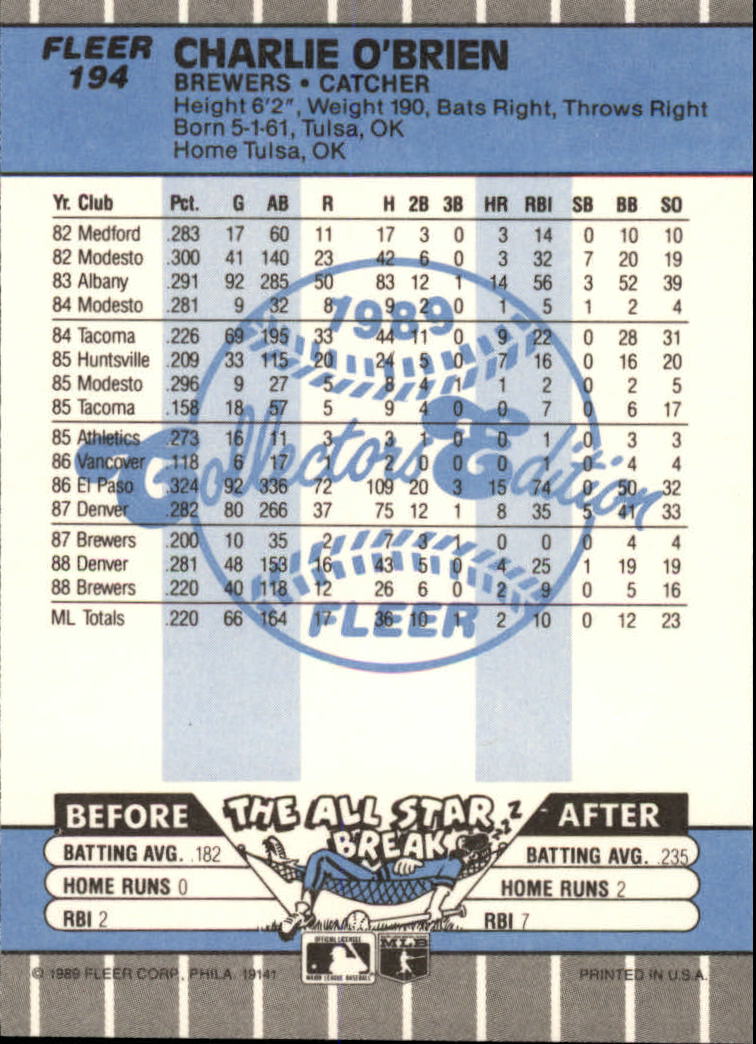 FLEER
194
CHARLIE O'BRIEN
BREWERS • CATCHER
Height 6'2", Weight 190, Bats Right, Throws Right
Born 5-1-61, Tulsa, OK
Home Tulsa, OK
Yr. Club Pct. G AB R H 2B 3B HR RBI SB BB SO
82 Medford .283 17 60 11 17 3 0 3 14 0 10 10
82 Modesto .300 41 140 23 42 6 0 3 32 7 20 19
83 Albany .291 92 285 50 83 12 1 14 56 3 52 39
84 Modesto .281 9 32 8 9 2 0 1 5 1 2 4
84 Tacoma .226 69 195 33 44 11 0 9 22 0 28 31
85 Huntsville .209 33 115 20 24 5 0 7 16 0 16 20
85 Modesto .296 9 27 5 8 4 1 1 2 0 2 5
85 Tacoma .158 18 57 5 9 4 0 0 7 0 6 17
85 Athletics .273 16 11 3 3 1 0 0 1 0 3 3
86 Vancover .118 6 17 1 2 0 0 0 1 0 4 4
86 El Paso .324 92 336 72 109 20 3 15 74 0 50 32
87 Denver .282 80 266 37 75 12 1 8 35 5 41 33
87 Brewers .200 10 35 2 7 3 1 0 0 0 4 4
88 Denver .281 48 153 16 43 5 0 4 25 1 19 19
88 Brewers .220 40 118 12 26 6 0 2 9 0 5 16
ML Totals .220 66 164 17 36 10 1 2 10 0 12 23
1989
Collectors Edition
FLEER
BEFORE THE ALL STAR BREAK AFTER
ZZZ
BATTING AVG. .182
HOME RUNS 0
RBI 2
BATTING AVG. .235
HOME RUNS 2
RBI 7
OFFICIAL LICENSEE
MAJOR LEAGUE BASEBALL
MLB
© 1989 FLEER CORP., PHILA. 19141
PRINTED IN U.S.A.